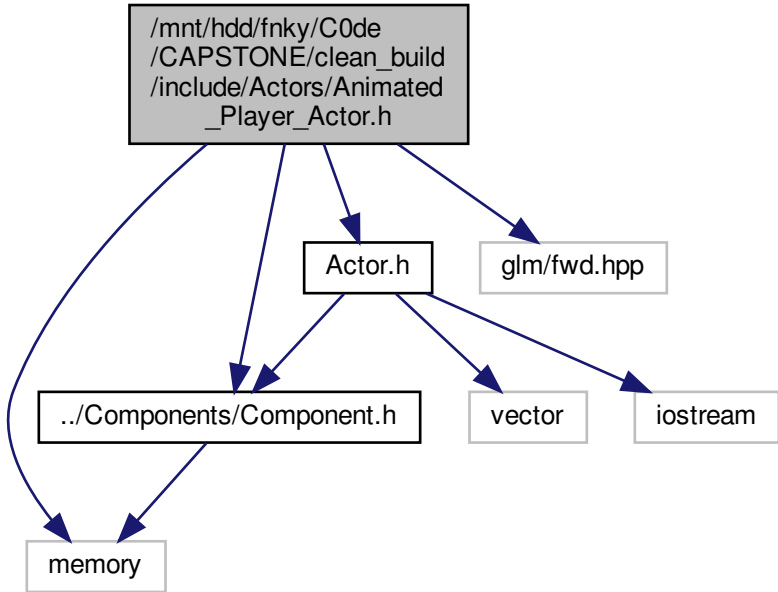 /mnt/hdd/fnky/C0de
/CAPSTONE/clean_build
/include/Actors/Animated
_Player_Actor.h
Actor.h
glm/fwd.hpp
../Components/Component.h
vector
iostream
memory